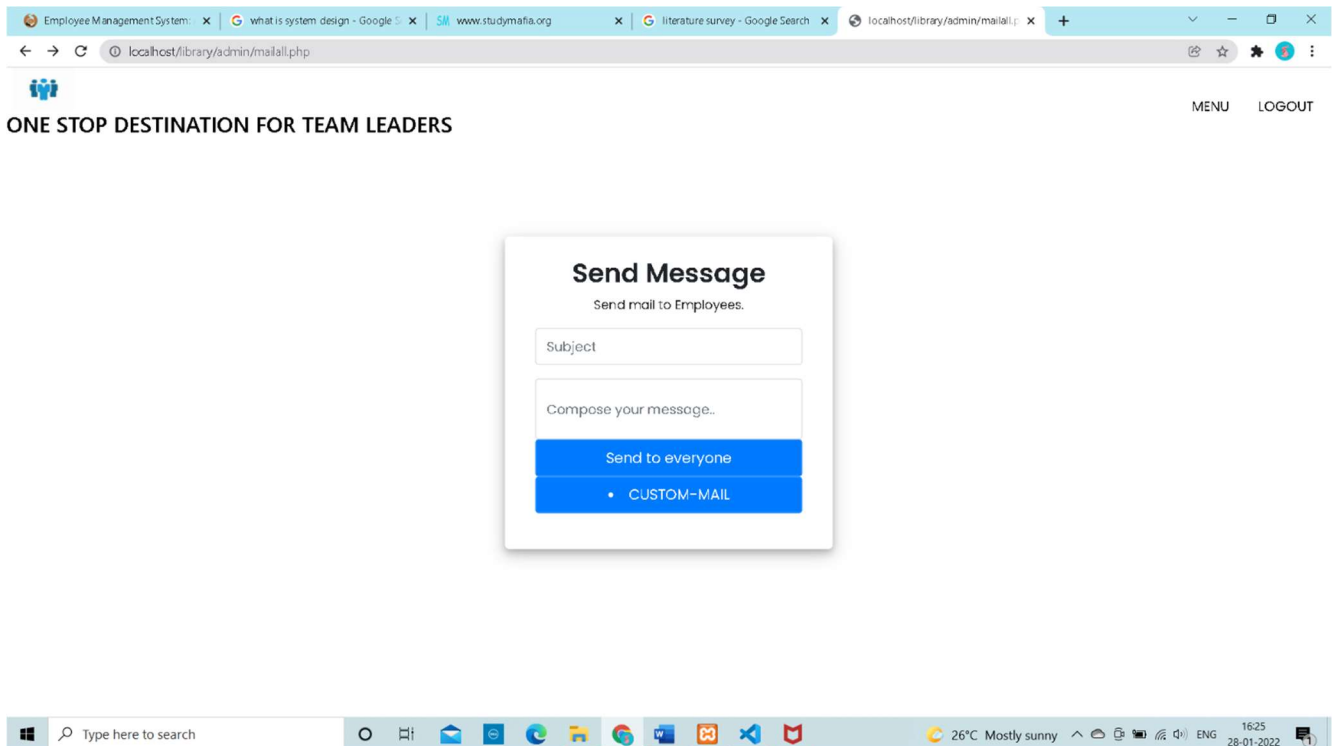 Employee Management System:
what is system design - Google S
SM www.studymafia.org
literature survey - Google Search
localhost/library/admin/mailall.p
localhost/library/admin/mailall.php
MENU LOGOUT
ONE STOP DESTINATION FOR TEAM LEADERS
Send Message
Send mail to Employees.
Subject
Compose your message..
Send to everyone
• CUSTOM-MAIL
Type here to search
26°C Mostly sunny
ENG
16:25
28-01-2022